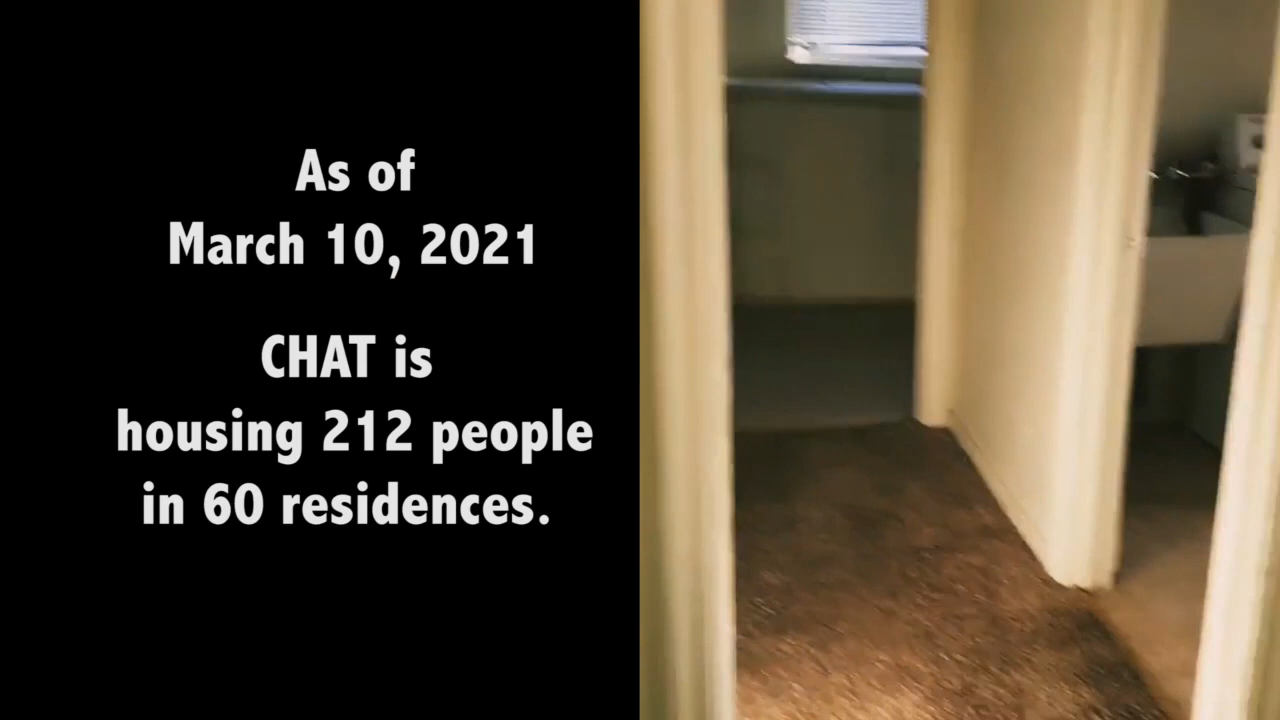 As of
March 10, 2021
CHAT is
housing 212 people
in 60 residences.